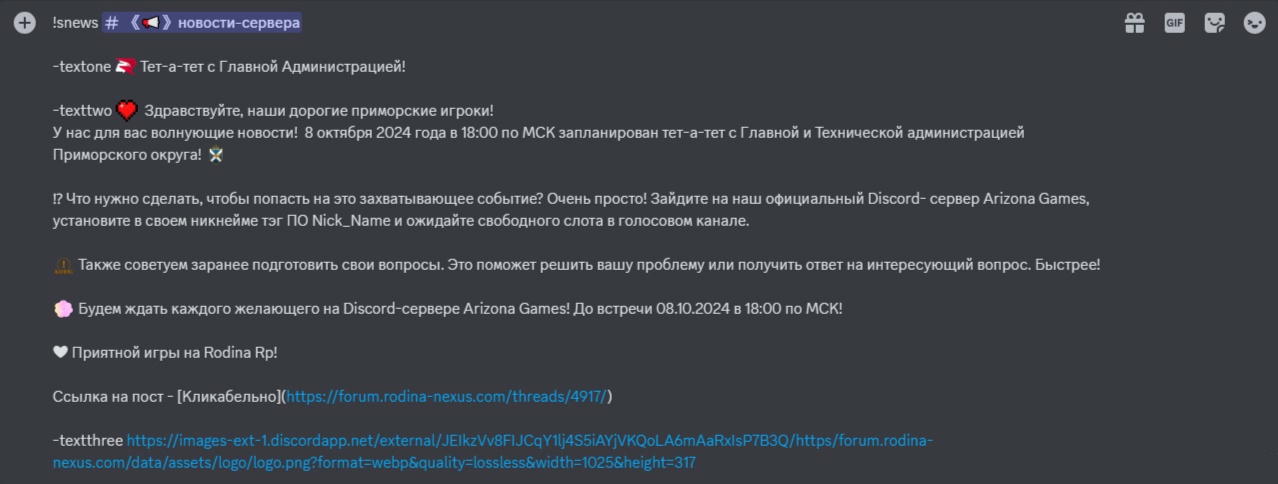 !snews # 《📢》новости-сервера
-textone Тет-а-тет с Главной Администрацией!
-texttwo Здравствуйте, наши дорогие приморские игроки!
У нас для вас волнующие новости! 8 октября 2024 года в 18:00 по МСК запланирован тет-а-тет с Главной и Технической администрацией
Приморского округа!
⁉ Что нужно сделать, чтобы попасть на это захватывающее событие? Очень просто! Зайдите на наш официальный Discord- сервер Arizona Games,
установите в своем никнейме тэг ПО Nick_Name и ожидайте свободного слота в голосовом канале.
Также советуем заранее подготовить свои вопросы. Это поможет решить вашу проблему или получить ответ на интересующий вопрос. Быстрее!
Будем ждать каждого желающего на Discord-сервере Arizona Games! До встречи 08.10.2024 в 18:00 по МСК!
🤍 Приятной игры на Rodina Rp!
Ссылка на пост - [Кликабельно](https://forum.rodina-nexus.com/threads/4917/)
-textthree https://images-ext-1.discordapp.net/external/JEIkzVv8FIJCqY1lj4S5iAYjVKQoLA6mAaRxIsP7B3Q/https/forum.rodina-
nexus.com/data/assets/logo/logo.png?format=webp&quality=lossless&width=1025&height=317
GIF